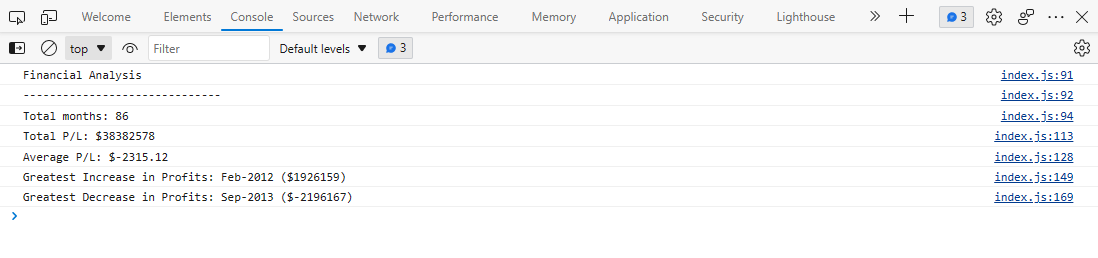 Welcome Elements Console Sources Network Performance Memory Application Security Lighthouse 3
top Filter Default levels 3
Financial Analysis index.js:91
------------------------------ index.js:92
Total months: 86 index.js:94
Total P/L: $38382578 index.js:113
Average P/L: $-2315.12 index.js:128
Greatest Increase in Profits: Feb-2012 ($1926159) index.js:149
Greatest Decrease in Profits: Sep-2013 ($-2196167) index.js:169